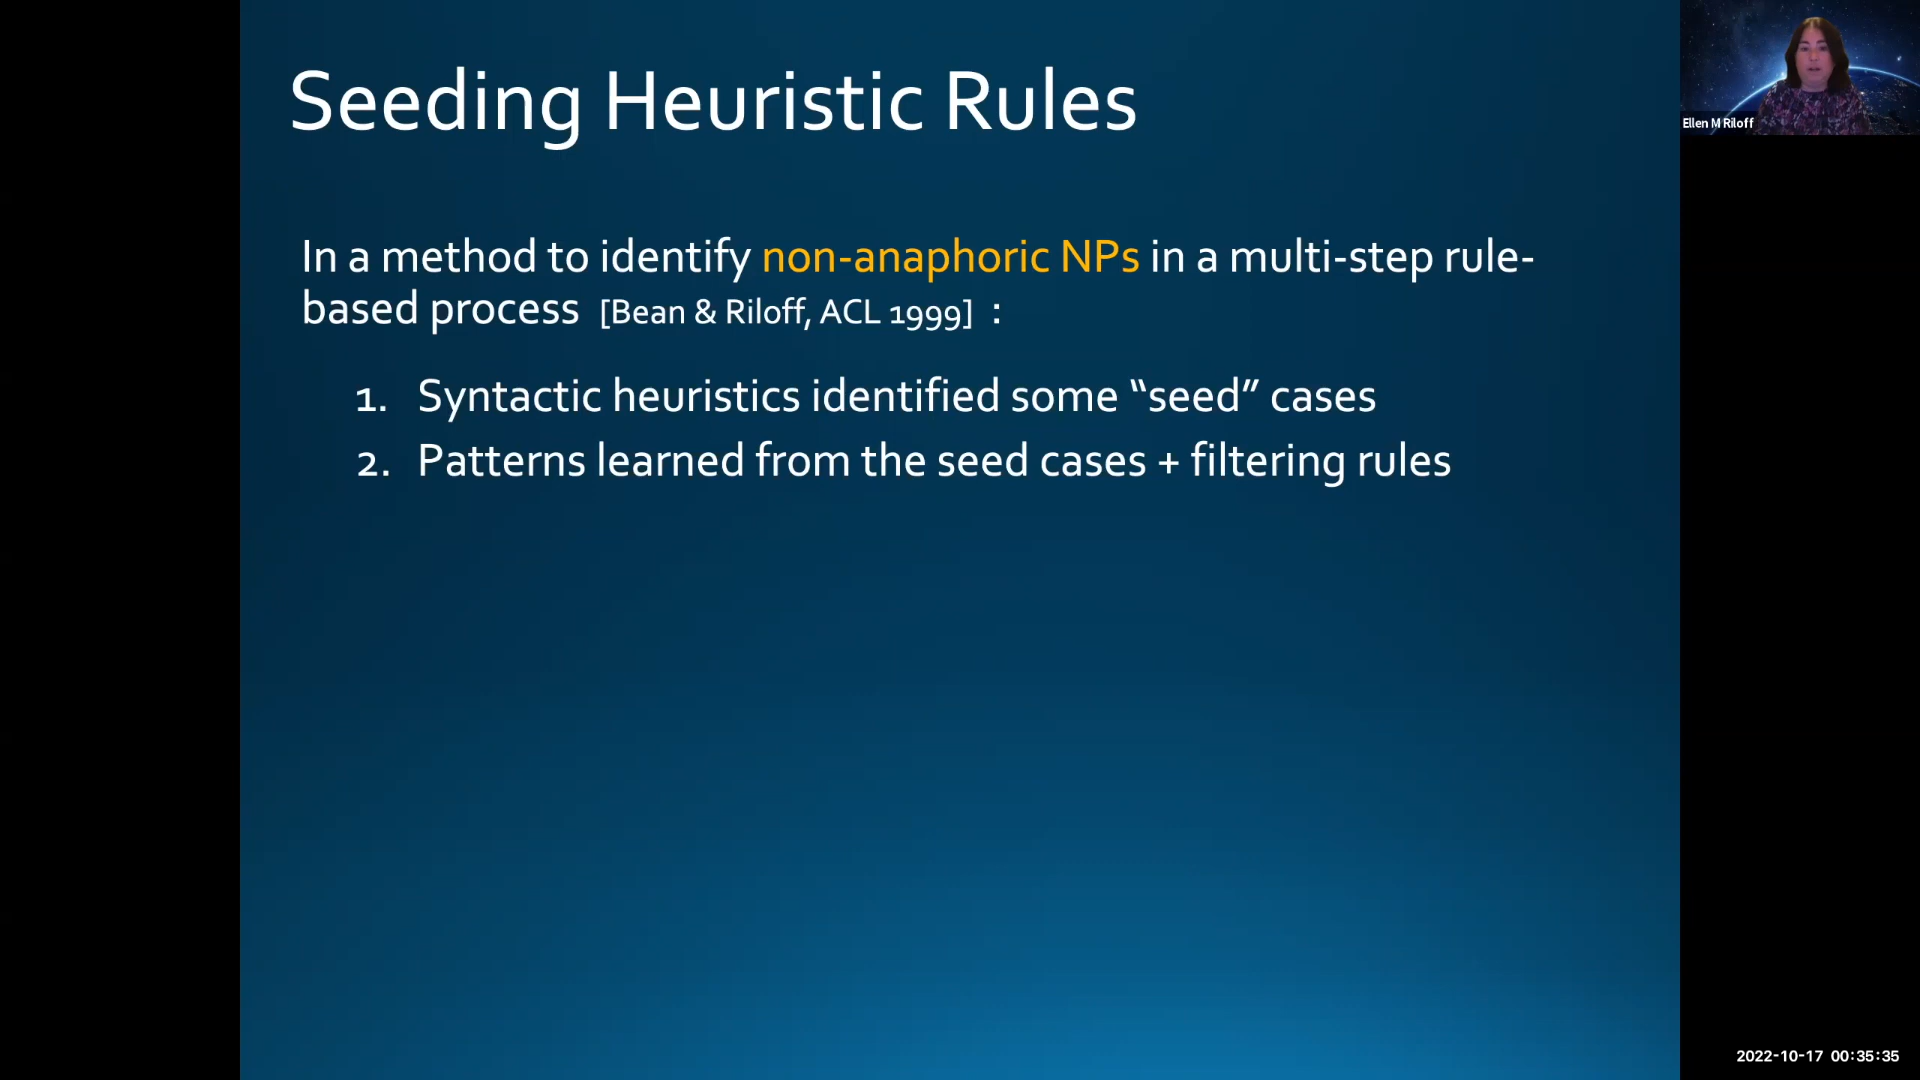 Seeding Heuristic Rules
Ellen M Riloff
In a method to identify non-anaphoric NPs in a multi-step rule-
based process [Bean & Riloff, ACL 1999] :
1. Syntactic heuristics identified some “seed” cases
2. Patterns learned from the seed cases + filtering rules
2022-10-17 00:35:35